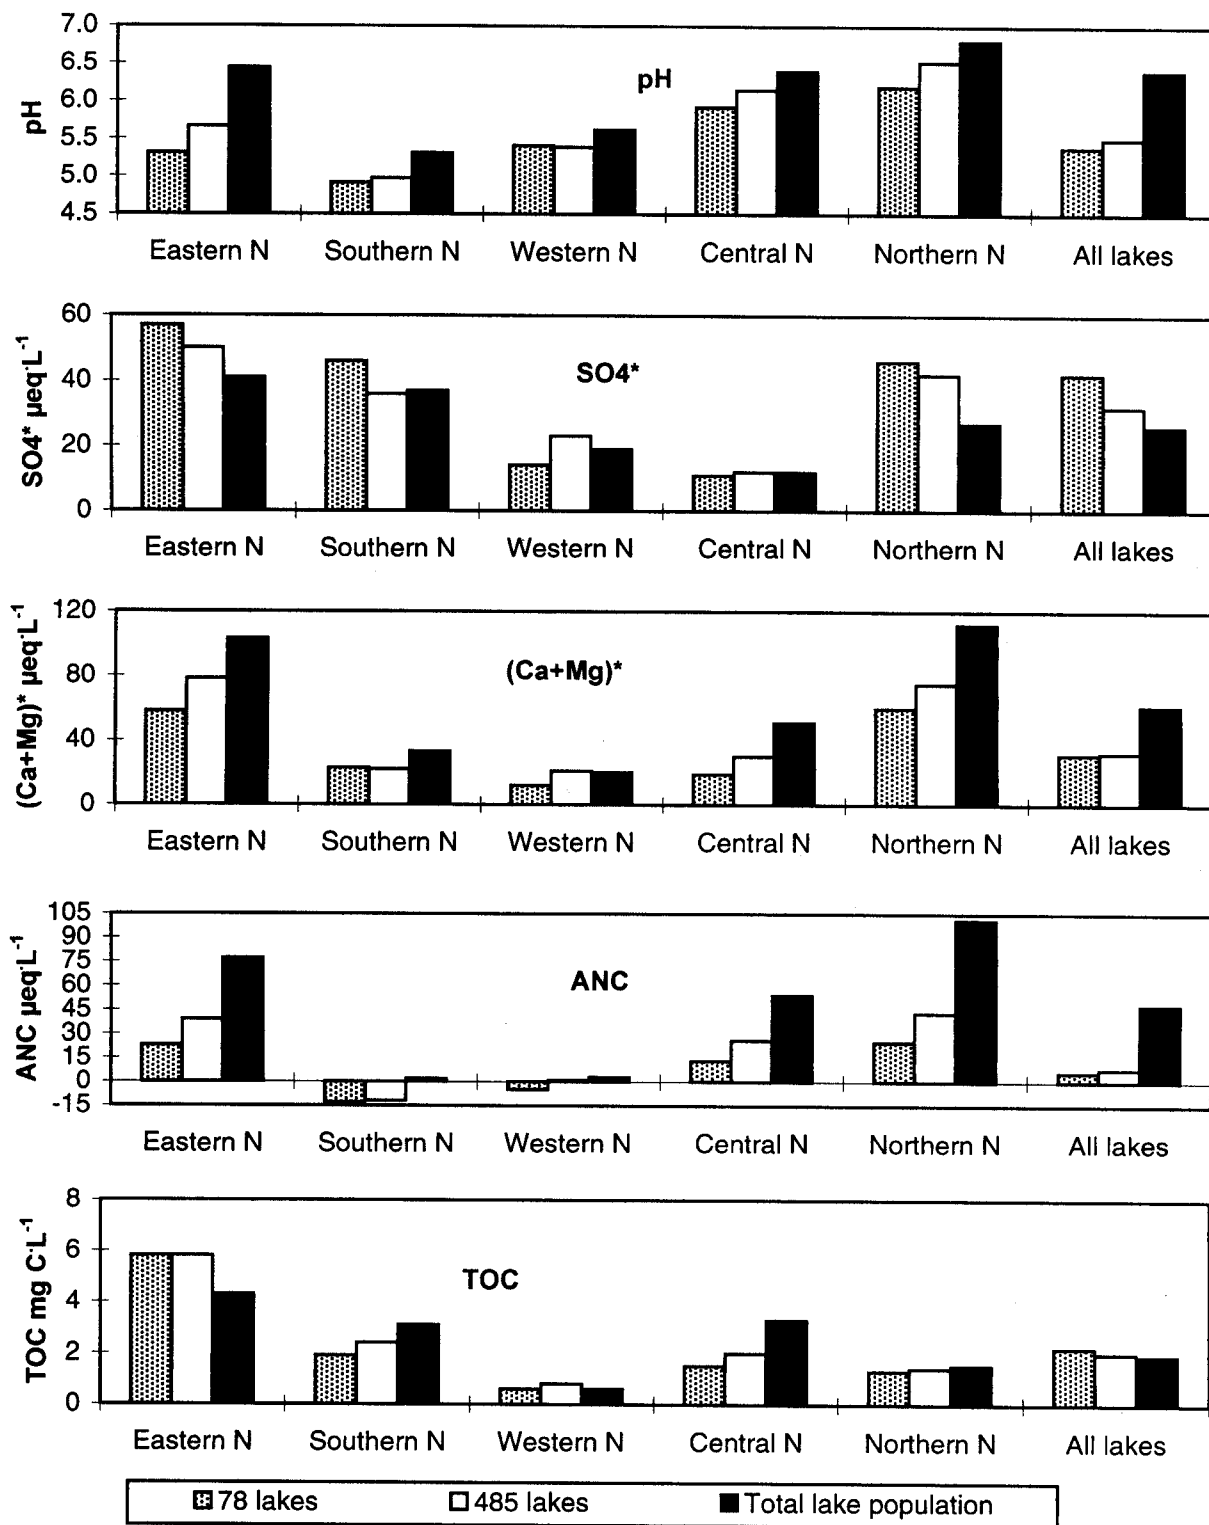 7.0
6.5
6.0
5.5
5.0
4.5
pH
pH
Eastern N Southern N Western N Central N Northern N All lakes
60
40
20
0
SO4* µeq·L⁻¹
SO4*
Eastern N Southern N Western N Central N Northern N All lakes
120
80
40
0
(Ca+Mg)* µeq·L⁻¹
(Ca+Mg)*
Eastern N Southern N Western N Central N Northern N All lakes
105
90
75
60
45
30
15
0
-15
ANC µeq·L⁻¹
ANC
Eastern N Southern N Western N Central N Northern N All lakes
8
6
4
2
0
TOC mg C·L⁻¹
TOC
Eastern N Southern N Western N Central N Northern N All lakes
78 lakes 485 lakes Total lake population